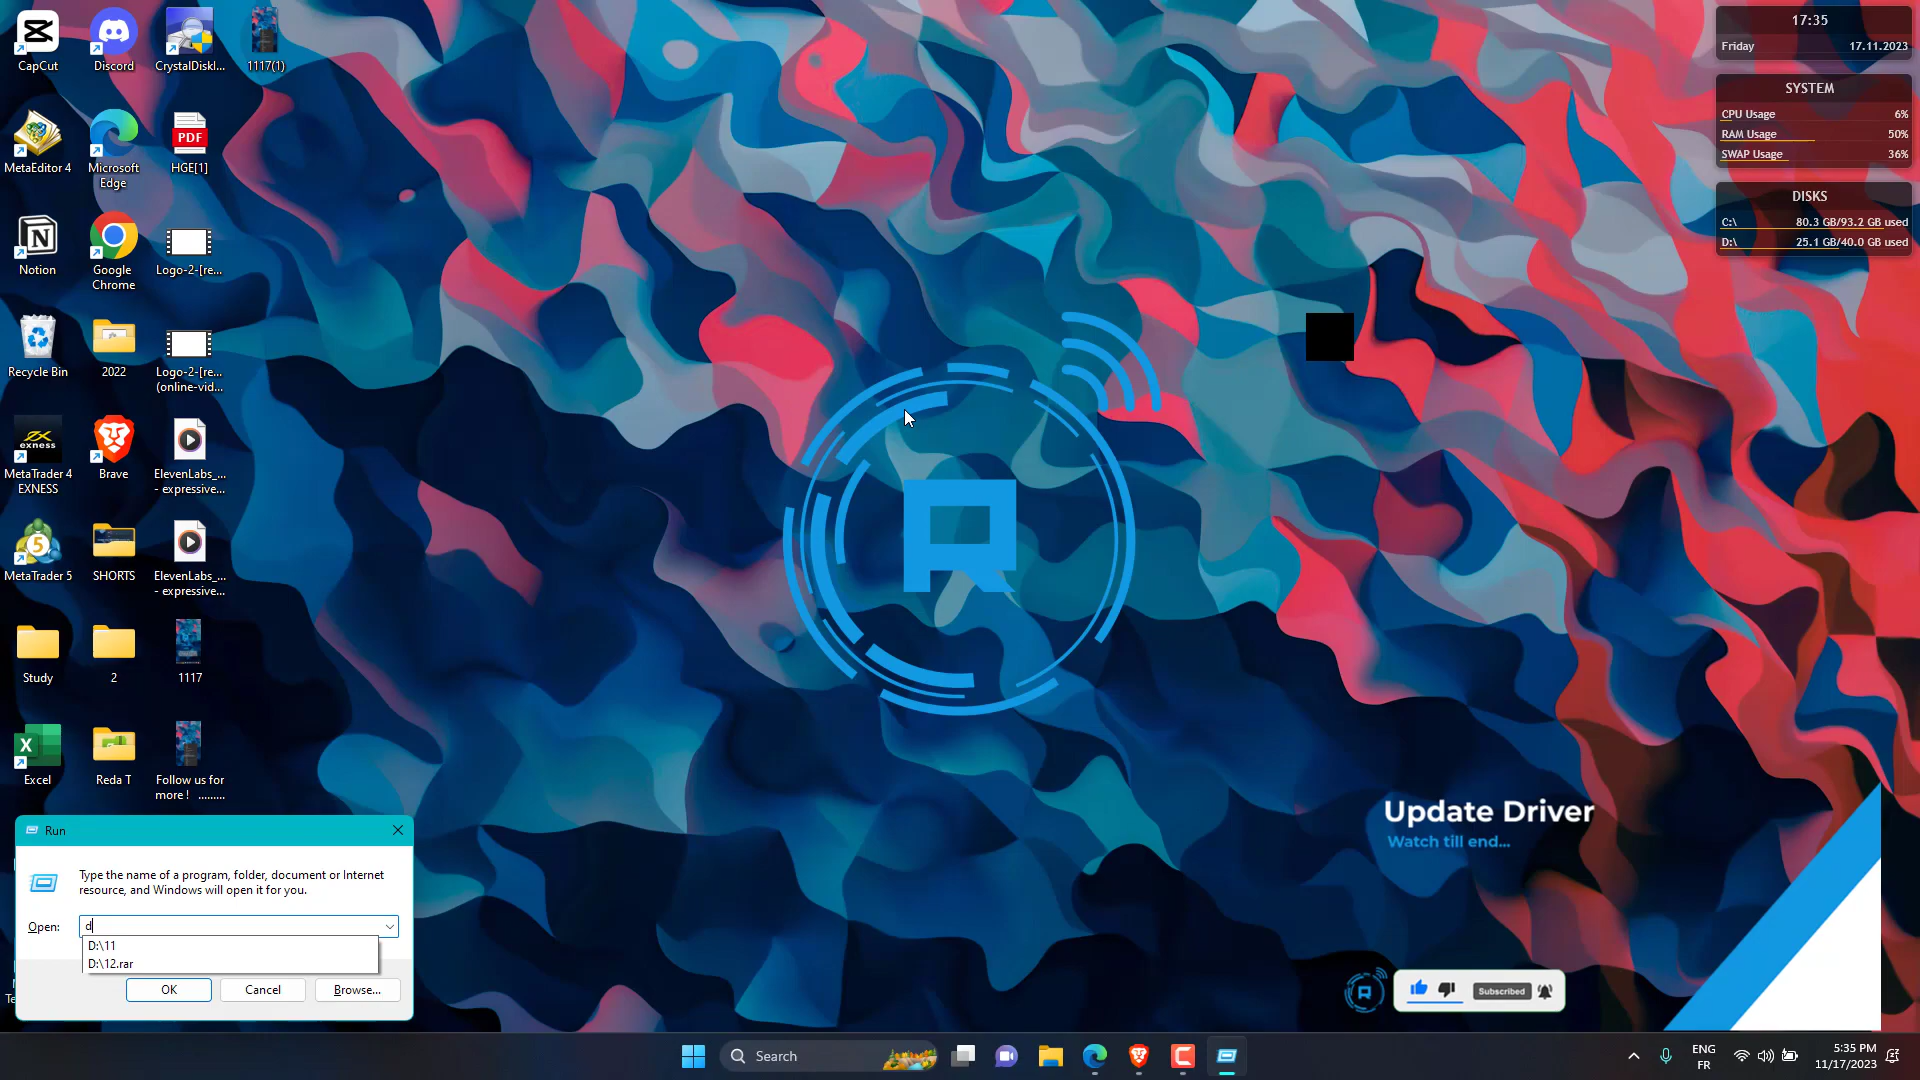 CapCut
Discord
CrystalDiskI...
1117(1)
17:35
Friday
17.11.2023
SYSTEM
CPU Usage
6%
RAM Usage
50%
SWAP Usage
36%
DISKS
C:\
80.3 GB/93.2 GB used
D:\
25.1 GB/40.0 GB used
MetaEditor 4
Microsoft
Edge
PDF
HGE[1]
Notion
Google
Chrome
Logo-2-[re...
Recycle Bin
2022
Logo-2-[re...
(online-vid...
exness
MetaTrader 4
EXNESS
Brave
ElevenLabs_...
- expressive...
5
MetaTrader 5
SHORTS
ElevenLabs_...
- expressive...
R
Study
2
1117
X
Excel
Reda T
Follow us for
more ! .........
Run
Type the name of a program, folder, document or Internet
resource, and Windows will open it for you.
Open:
d
D:\11
D:\12.rar
OK
Cancel
Browse...
Update Driver
Watch till end...
R
Subscribed
Search
ENG
FR
5:35 PM
11/17/2023